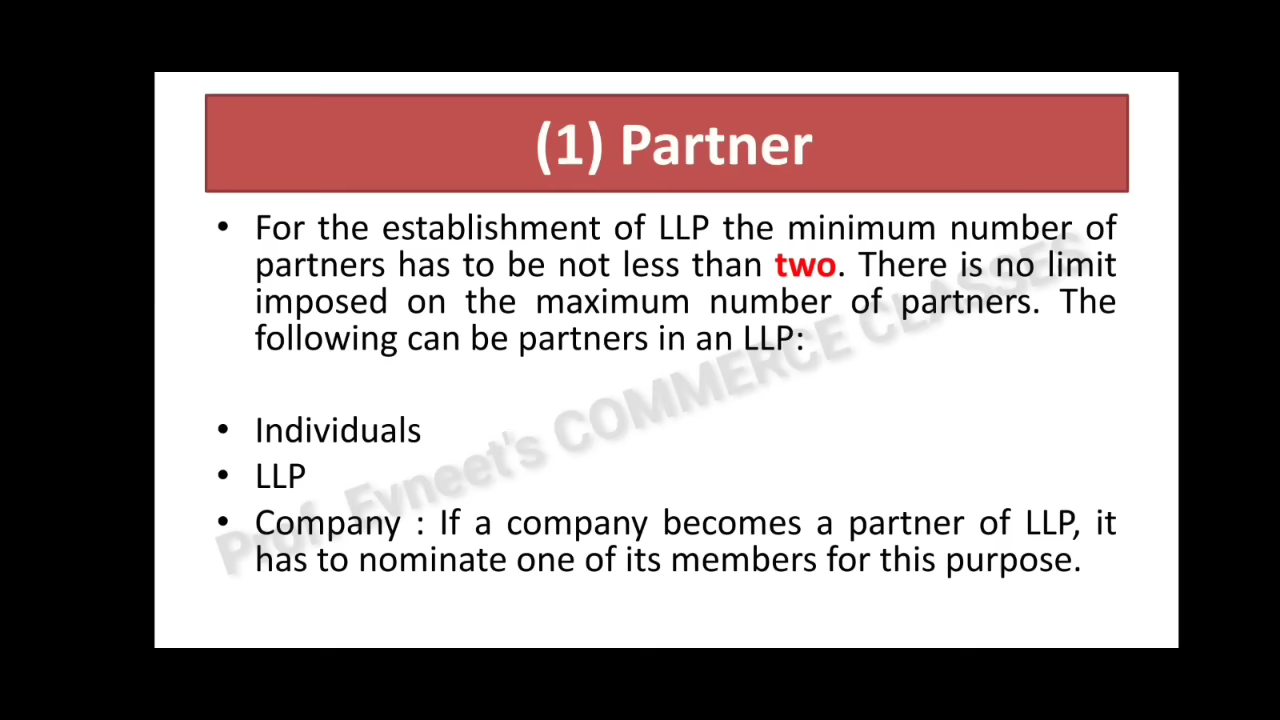 (1) Partner
• For the establishment of LLP the minimum number of
partners has to be not less than two. There is no limit
imposed on the maximum number of partners. The
following can be partners in an LLP:
• Individuals
• LLP
• Company : If a company becomes a partner of LLP, it
has to nominate one of its members for this purpose.
Prof. Evneet's COMMERCE CLASSES